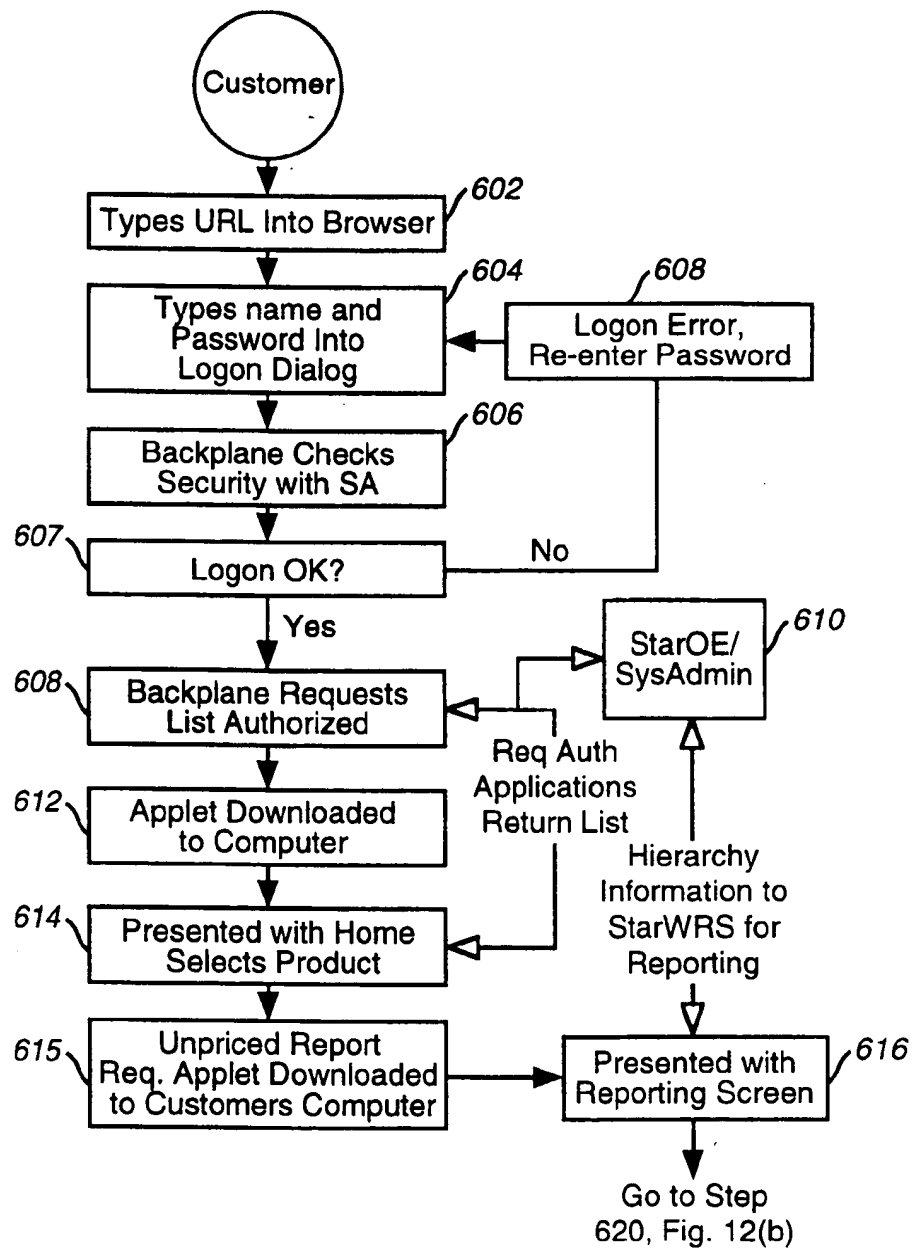 Customer
602
Types URL Into Browser
604
Types name and
Password Into
Logon Dialog
608
Logon Error,
Re-enter Password
606
Backplane Checks
Security with SA
607
Logon OK?
No
Yes
610
StarOE/
SysAdmin
608
Backplane Requests
List Authorized
Req Auth
Applications
Return List
612
Applet Downloaded
to Computer
Hierarchy
Information to
StarWRS for
Reporting
614
Presented with Home
Selects Product
615
Unpriced Report
Req. Applet Downloaded
to Customers Computer
616
Presented with
Reporting Screen
Go to Step
620, Fig. 12(b)